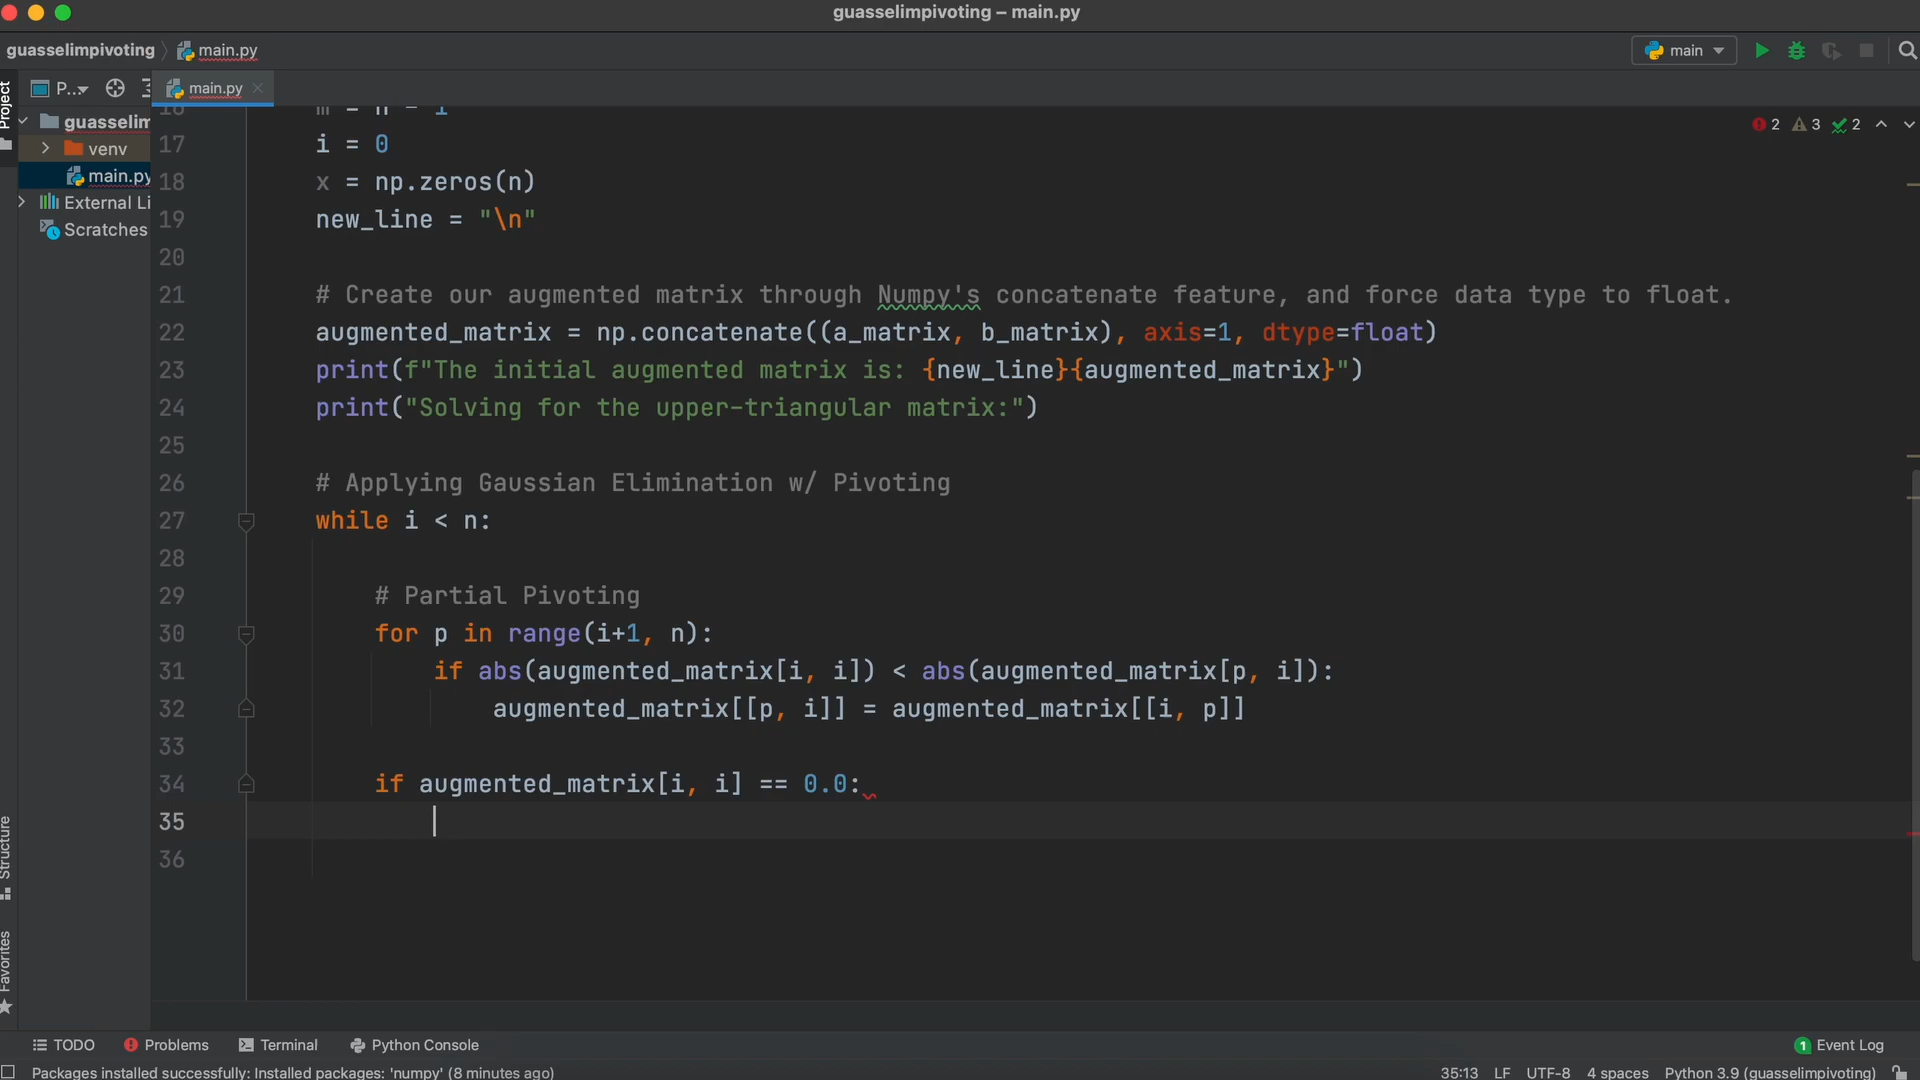 guasselimpivoting – main.py
guasselimpivoting
main.py
main
Project
P...
main.py
guasselim
venv
main.py
External Li
Scratches
2 3 2
16 m = n - 1
17 i = 0
18 x = np.zeros(n)
19 new_line = "\n"
20
21 # Create our augmented matrix through Numpy's concatenate feature, and force data type to float.
22 augmented_matrix = np.concatenate((a_matrix, b_matrix), axis=1, dtype=float)
23 print(f"The initial augmented matrix is: {new_line}{augmented_matrix}")
24 print("Solving for the upper-triangular matrix:")
25
26 # Applying Gaussian Elimination w/ Pivoting
27 while i < n:
28
29 # Partial Pivoting
30 for p in range(i+1, n):
31 if abs(augmented_matrix[i, i]) < abs(augmented_matrix[p, i]):
32 augmented_matrix[[p, i]] = augmented_matrix[[i, p]]
33
34 if augmented_matrix[i, i] == 0.0:
35
36
Structure
Favorites
TODO Problems Terminal Python Console
1 Event Log
Packages installed successfully: Installed packages: 'numpy' (8 minutes ago)
35:13 LF UTF-8 4 spaces Python 3.9 (guasselimpivoting)